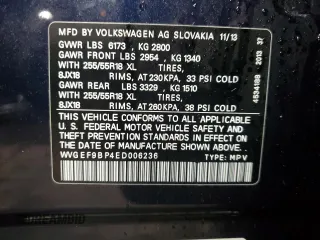 MFD BY VOLKSWAGEN AG SLOVAKIA 11/13
GVWR LBS 6173 , KG 2800
GAWR FRONT LBS 2954 , KG 1340
WITH 255/55R18 XL TIRES,
8JX18 RIMS, AT 230KPA, 33 PSI COLD
GAWR REAR LBS 3329 , KG 1510
WITH 255/55R18 XL TIRES,
8JX18 RIMS, AT 260KPA, 38 PSI COLD
THIS VEHICLE CONFORMS TO ALL APPLICABLE
FEDERAL MOTOR VEHICLE SAFETY AND
THEFT PREVENTION STANDARDS IN EFFECT ON
THE DATE OF MANUFACTURE SHOWN ABOVE.
WVGEF9BP4ED006236 TYPE: MPV
2013 37